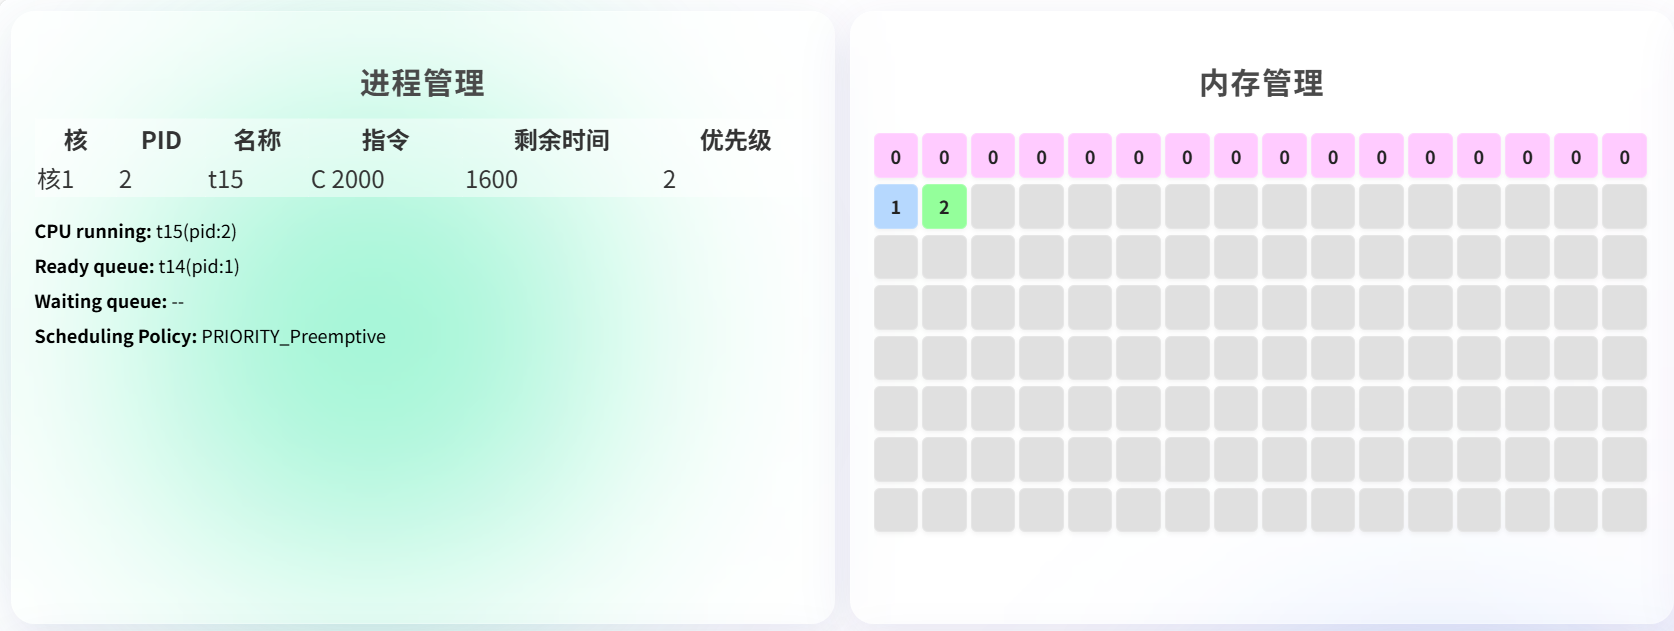 进程管理
核 PID 名称 指令 剩余时间 优先级
核1 2 t15 C 2000 1600 2
CPU running: t15(pid:2)
Ready queue: t14(pid:1)
Waiting queue: --
Scheduling Policy: PRIORITY_Preemptive
内存管理
0 0 0 0 0 0 0 0 0 0 0 0 0 0 0 0
1 2